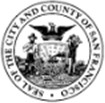 SEAL OF THE CITY AND COUNTY OF SAN FRANCISCO